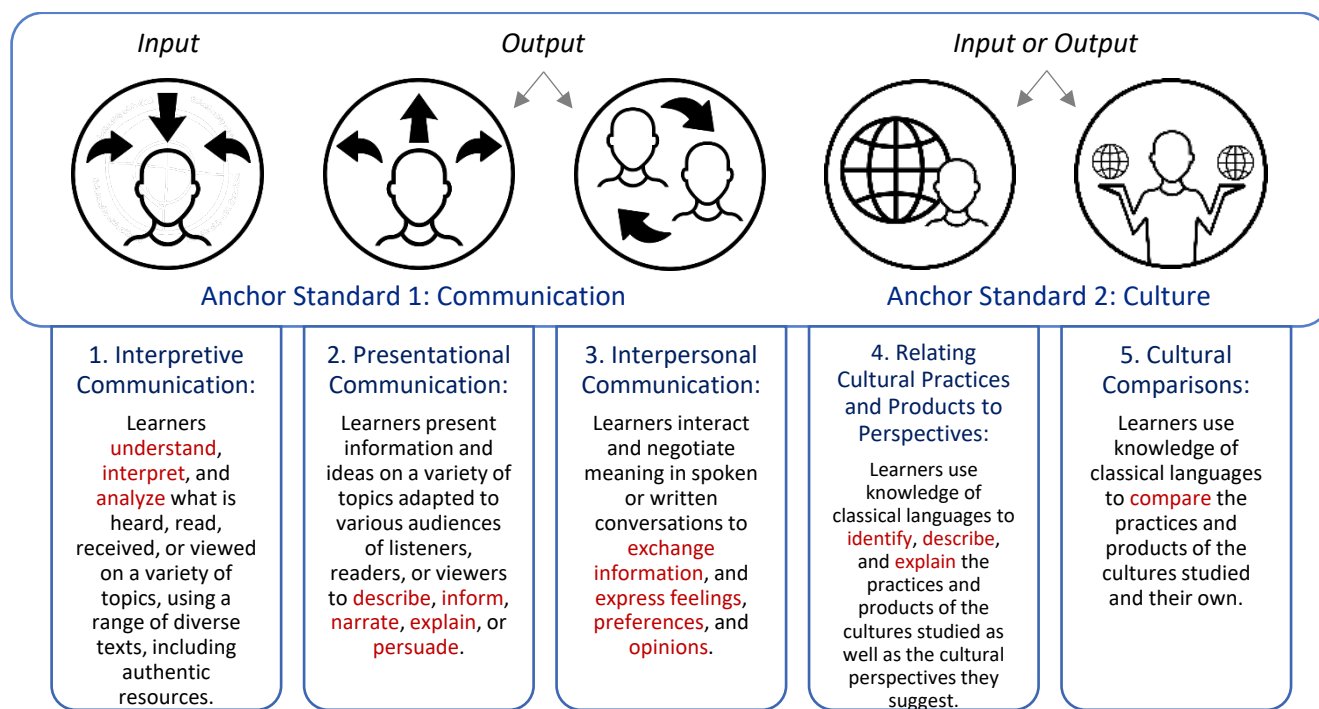 Input
Output
Input or Output
Anchor Standard 1: Communication
Anchor Standard 2: Culture
1. Interpretive
Communication:
Learners
understand,
interpret, and
analyze what is
heard, read,
received, or viewed
on a variety of
topics, using a
range of diverse
texts, including
authentic
resources.
2. Presentational
Communication:
Learners present
information and
ideas on a variety of
topics adapted to
various audiences
of listeners,
readers, or viewers
to describe, inform,
narrate, explain, or
persuade.
3. Interpersonal
Communication:
Learners interact
and negotiate
meaning in spoken
or written
conversations to
exchange
information, and
express feelings,
preferences, and
opinions.
4. Relating
Cultural Practices
and Products to
Perspectives:
Learners use
knowledge of
classical languages to
identify, describe,
and explain the
practices and
products of the
cultures studied as
well as the cultural
perspectives they
suggest.
5. Cultural
Comparisons:
Learners use
knowledge of
classical languages
to compare the
practices and
products of the
cultures studied
and their own.